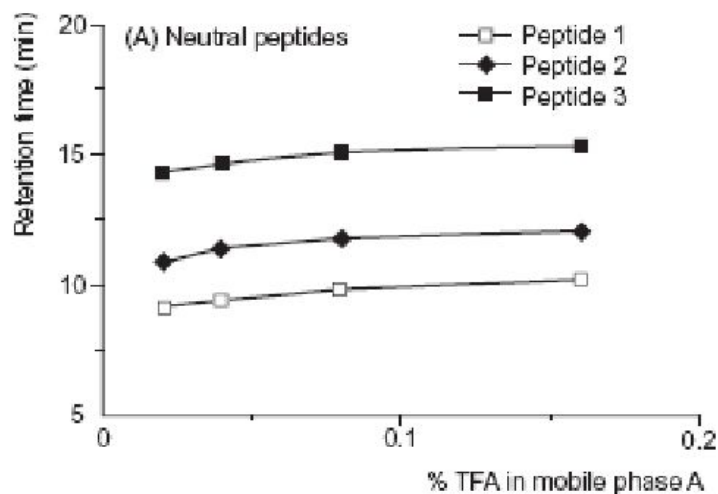 20
(A) Neutral peptides
Peptide 1
Peptide 2
Peptide 3
Retention time (min)
15
10
5
0
0.1
0.2
% TFA in mobile phase A